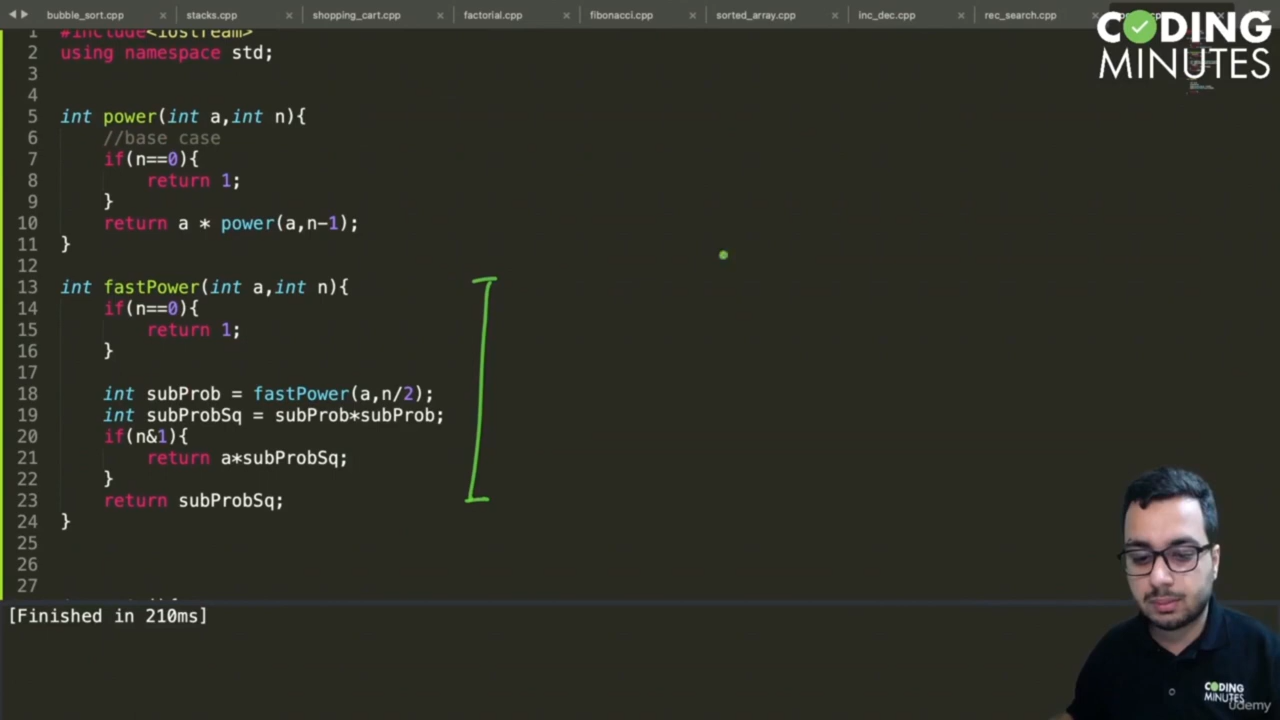 bubble_sort.cpp
stacks.cpp
shopping_cart.cpp
factorial.cpp
fibonacci.cpp
sorted_array.cpp
inc_dec.cpp
rec_search.cpp
CODING
MINUTES
1 #include<iostream>
2 using namespace std;
3
4
5 int power(int a,int n){
6 //base case
7 if(n==0){
8 return 1;
9 }
10 return a * power(a,n-1);
11 }
12
13 int fastPower(int a,int n){
14 if(n==0){
15 return 1;
16 }
17
18 int subProb = fastPower(a,n/2);
19 int subProbSq = subProb*subProb;
20 if(n&1){
21 return a*subProbSq;
22 }
23 return subProbSq;
24 }
25
26
27
[Finished in 210ms]
CODING
MINUTES
udemy